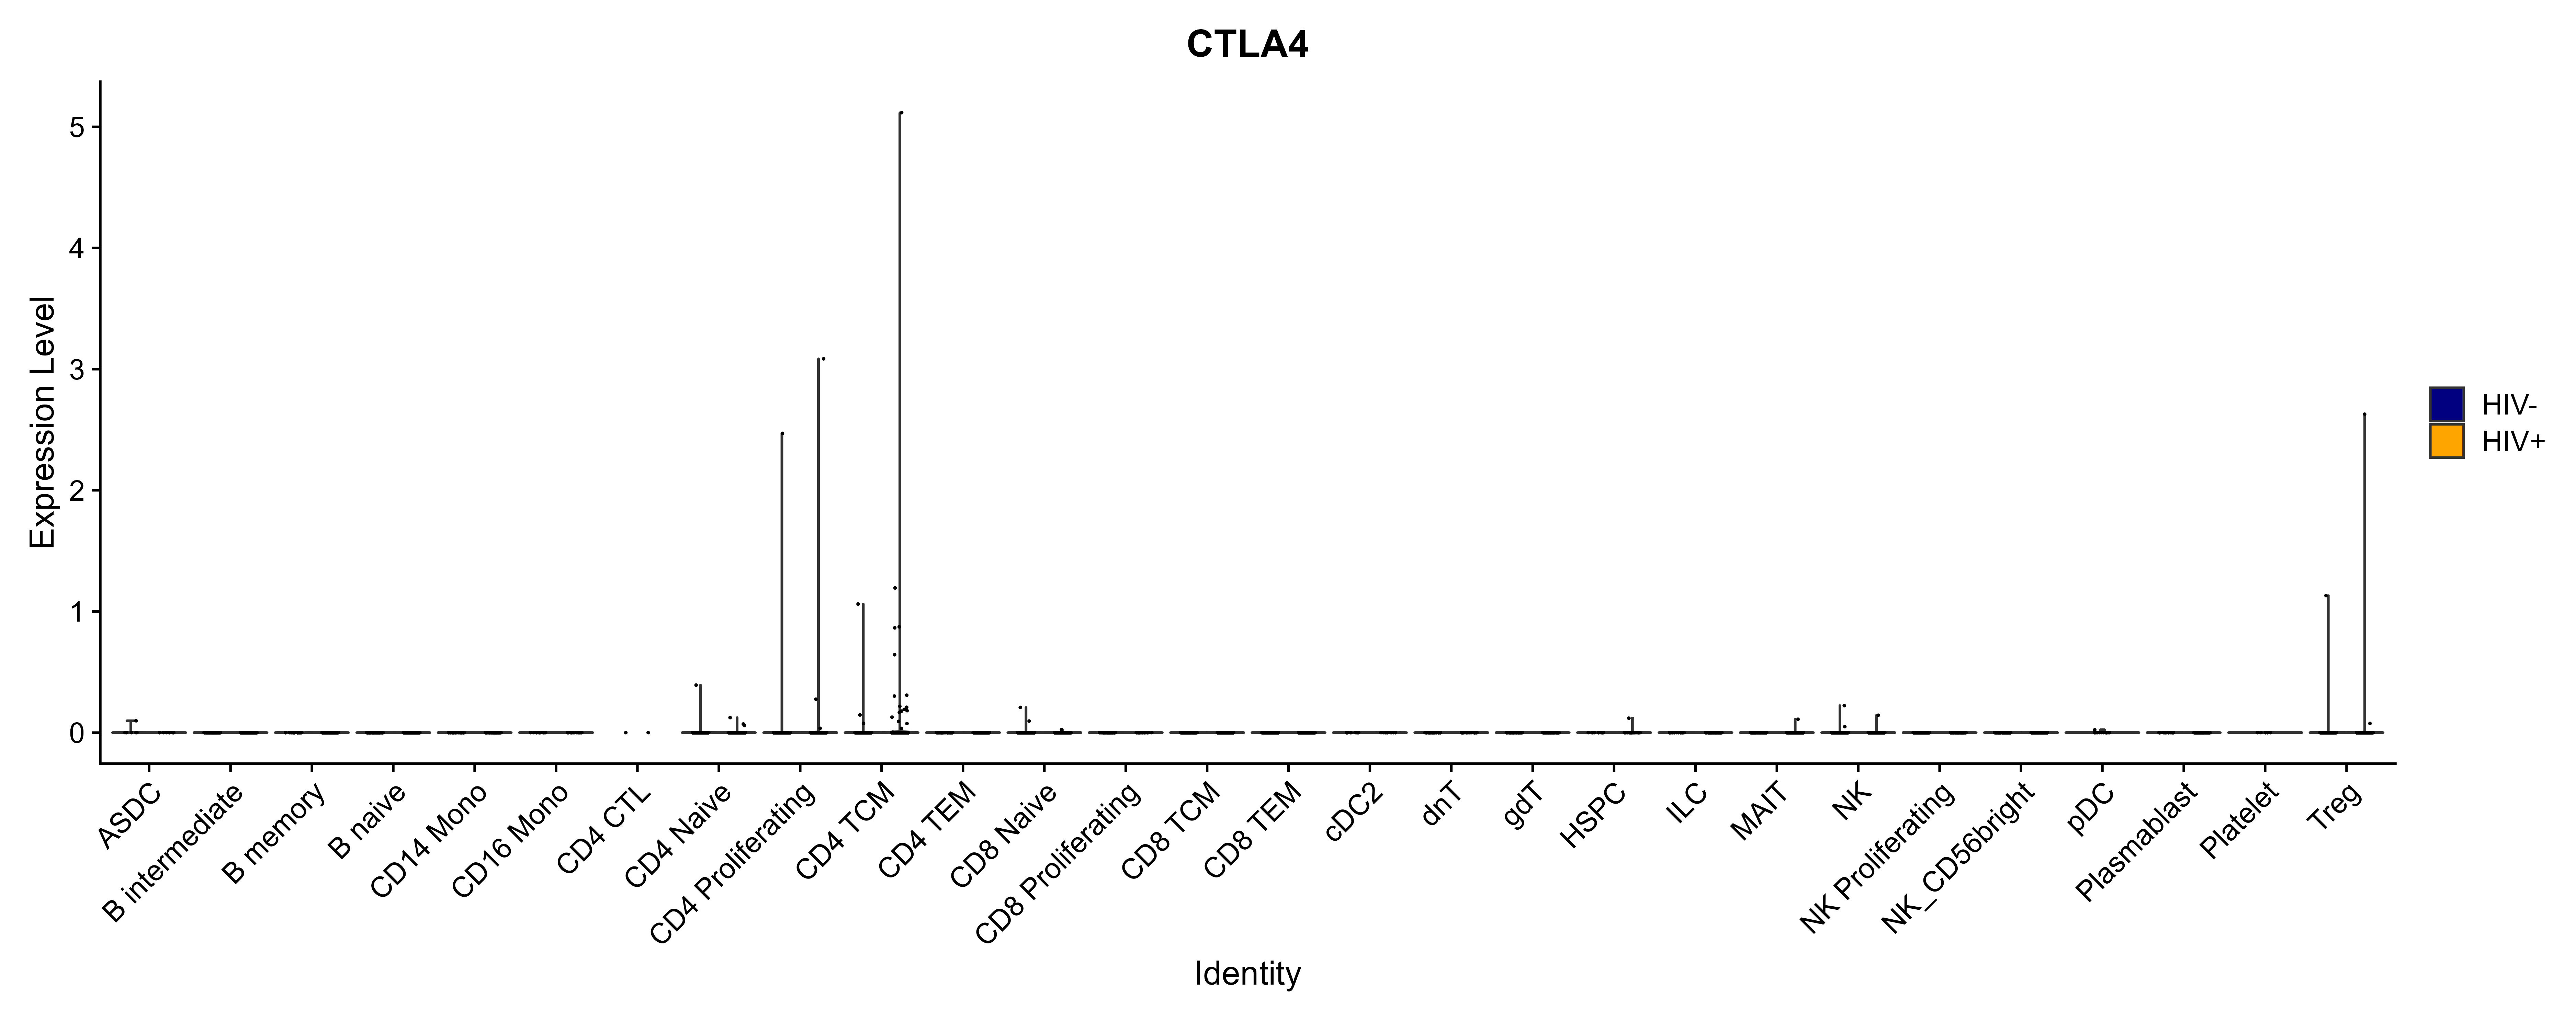 CTLA4
Expression Level
5
4
3
2
1
0
ASDC
B intermediate
B memory
B naive
CD14 Mono
CD16 Mono
CD4 CTL
CD4 Naive
CD4 Proliferating
CD4 TCM
CD4 TEM
CD8 Naive
CD8 Proliferating
CD8 TCM
CD8 TEM
cDC2
dnT
gdT
HSPC
ILC
MAIT
NK
NK Proliferating
NK_CD56bright
pDC
Plasmablast
Platelet
Treg
Identity
HIV-
HIV+